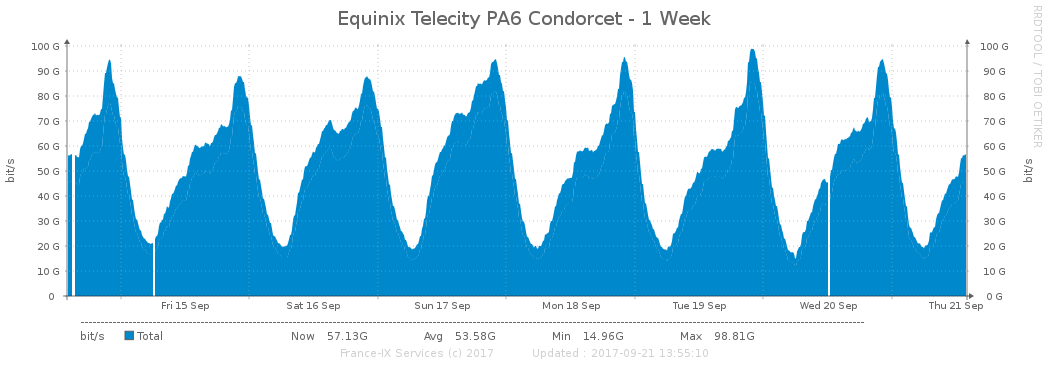 Equinix Telecity PA6 Condorcet - 1 Week
RRDTOOL / TOBI OETIKER
bit/s
bit/s
100 G 100 G
90 G 90 G
80 G 80 G
70 G 70 G
60 G 60 G
50 G 50 G
40 G 40 G
30 G 30 G
20 G 20 G
10 G 10 G
0 0 G
Fri 15 Sep Sat 16 Sep Sun 17 Sep Mon 18 Sep Tue 19 Sep Wed 20 Sep Thu 21 Sep
bit/s Total Now 57.13G Avg 53.58G Min 14.96G Max 98.81G
France-IX Services (c) 2017 Updated : 2017-09-21 13:55:10